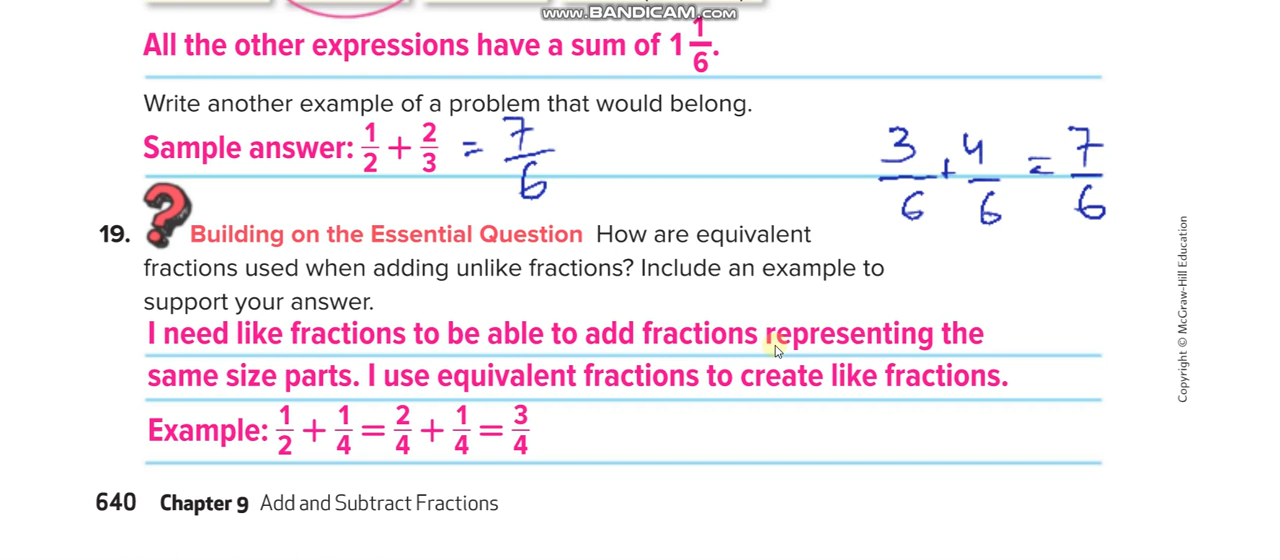 www.BANDICAM.com
All the other expressions have a sum of 1 1/6.
Write another example of a problem that would belong.
Sample answer: 1/2 + 2/3 = 7/6
3/6 + 4/6 = 7/6
19. Building on the Essential Question How are equivalent
fractions used when adding unlike fractions? Include an example to
support your answer.
I need like fractions to be able to add fractions representing the
same size parts. I use equivalent fractions to create like fractions.
Example: 1/2 + 1/4 = 2/4 + 1/4 = 3/4
640 Chapter 9 Add and Subtract Fractions
Copyright © McGraw-Hill Education